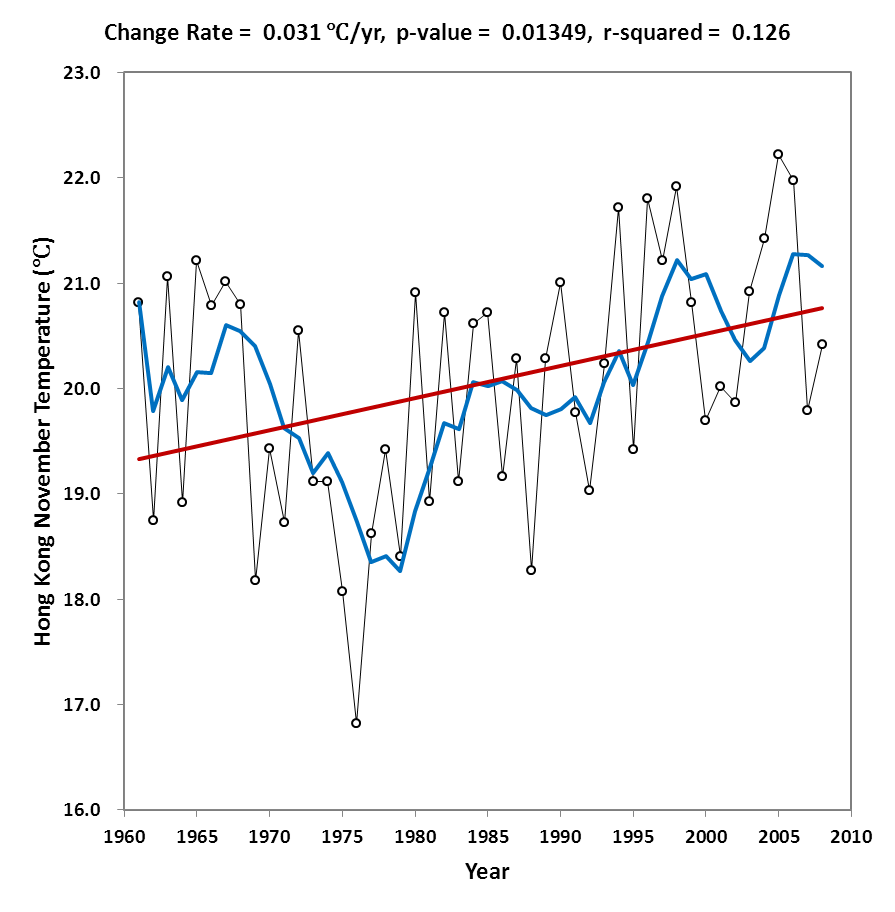 Change Rate = 0.031 ℃/yr, p-value = 0.01349, r-squared = 0.126
23.0
22.0
21.0
20.0
19.0
18.0
17.0
16.0
Hong Kong November Temperature (℃)
1960 1965 1970 1975 1980 1985 1990 1995 2000 2005 2010
Year